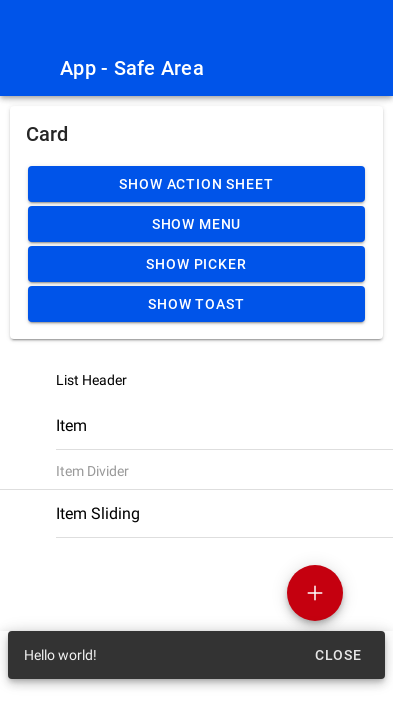 App - Safe Area
Card
SHOW ACTION SHEET
SHOW MENU
SHOW PICKER
SHOW TOAST
List Header
Item
Item Divider
Item Sliding
Hello world! CLOSE